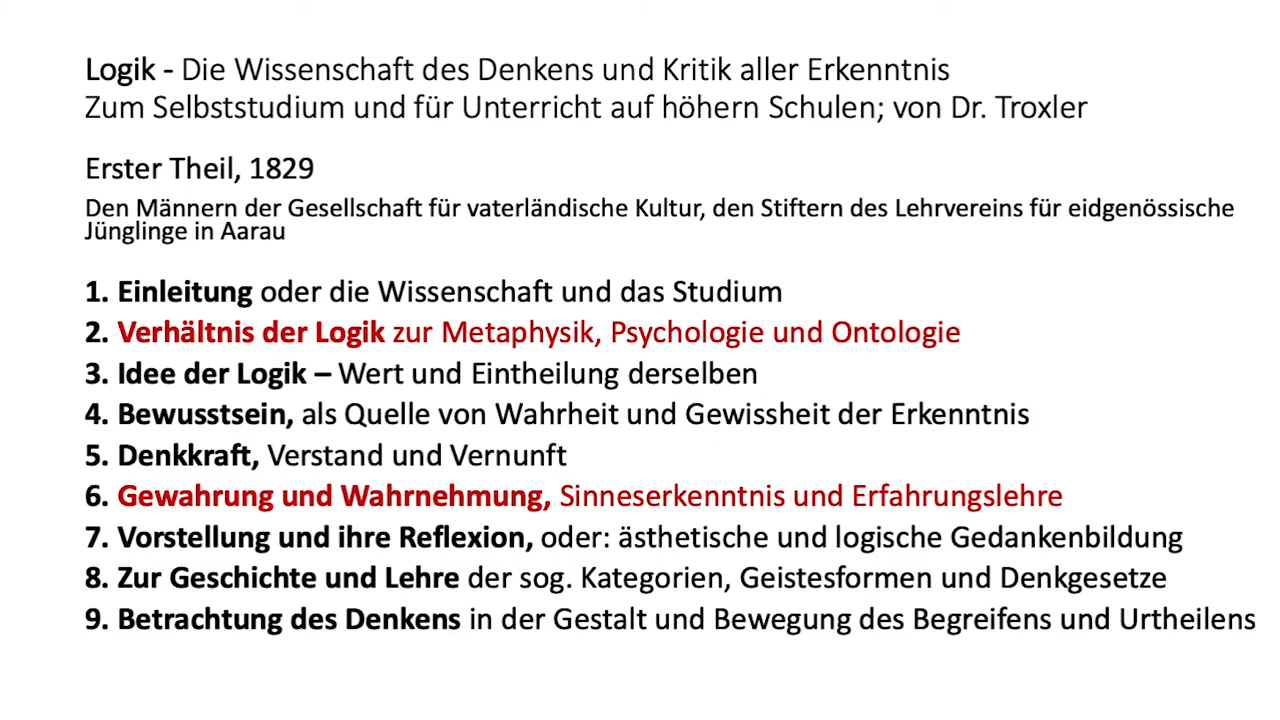 Logik - Die Wissenschaft des Denkens und Kritik aller Erkenntnis
Zum Selbststudium und für Unterricht auf höhern Schulen; von Dr. Troxler
Erster Theil, 1829
Den Männern der Gesellschaft für vaterländische Kultur, den Stiftern des Lehrvereins für eidgenössische
Jünglinge in Aarau
1. Einleitung oder die Wissenschaft und das Studium
2. Verhältnis der Logik zur Metaphysik, Psychologie und Ontologie
3. Idee der Logik – Wert und Eintheilung derselben
4. Bewusstsein, als Quelle von Wahrheit und Gewissheit der Erkenntnis
5. Denkkraft, Verstand und Vernunft
6. Gewahrung und Wahrnehmung, Sinneserkenntnis und Erfahrungslehre
7. Vorstellung und ihre Reflexion, oder: ästhetische und logische Gedankenbildung
8. Zur Geschichte und Lehre der sog. Kategorien, Geistesformen und Denkgesetze
9. Betrachtung des Denkens in der Gestalt und Bewegung des Begreifens und Urtheilens